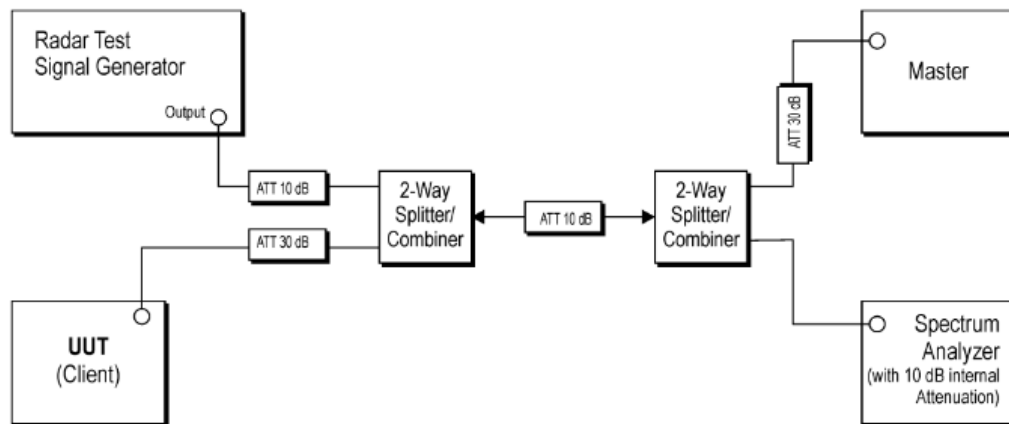 Radar Test
Signal Generator
Output
ATT 10 dB
ATT 30 dB
UUT
(Client)
2-Way
Splitter/
Combiner
ATT 10 dB
2-Way
Splitter/
Combiner
ATT 30 dB
Master
Spectrum
Analyzer
(with 10 dB internal
Attenuation)